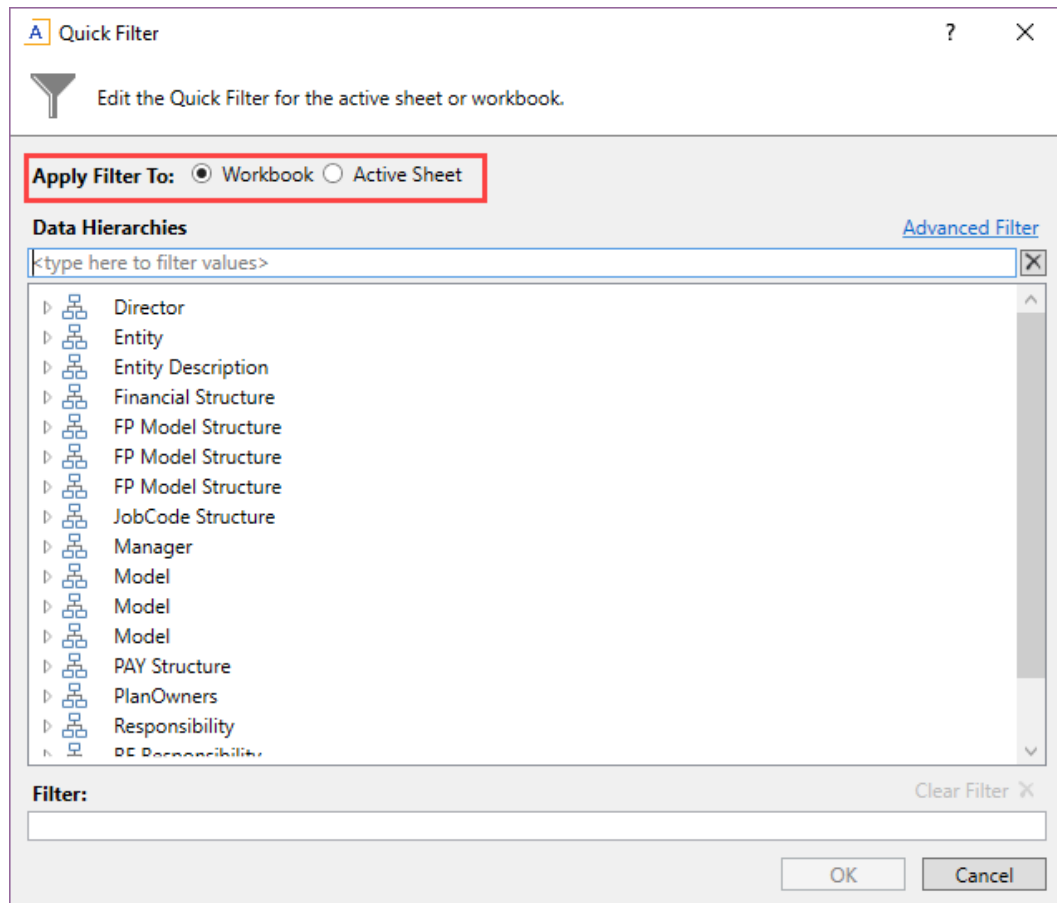 A Quick Filter ?
Edit the Quick Filter for the active sheet or workbook.
Apply Filter To: Workbook Active Sheet
Data Hierarchies Advanced Filter
<type here to filter values>
Director
Entity
Entity Description
Financial Structure
FP Model Structure
FP Model Structure
FP Model Structure
JobCode Structure
Manager
Model
Model
Model
PAY Structure
PlanOwners
Responsibility
Responsibility
Filter: Clear Filter
OK Cancel